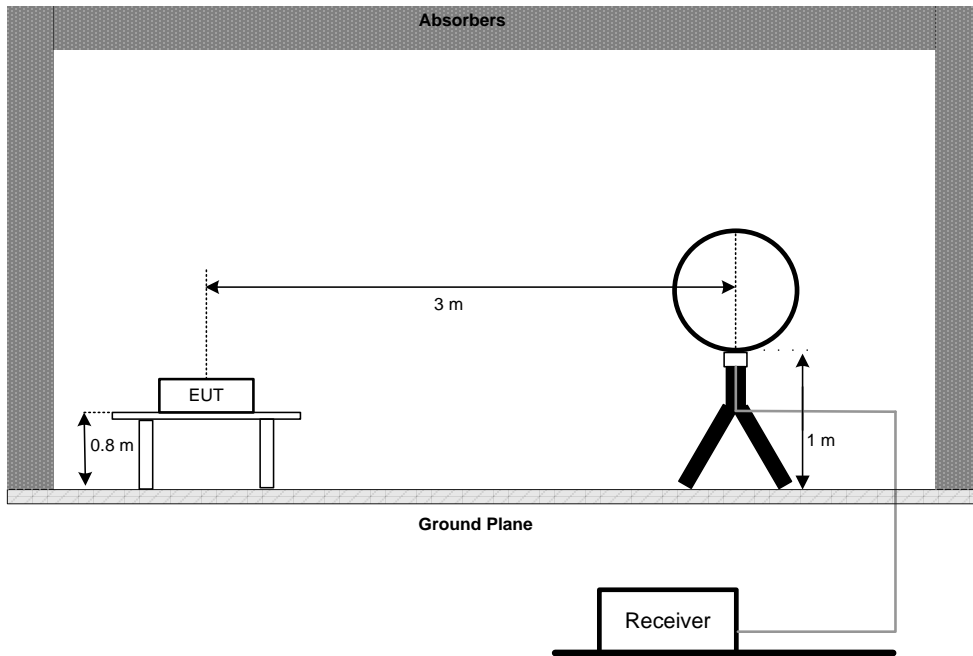 Absorbers
3 m
EUT
0.8 m
1 m
Ground Plane
Receiver